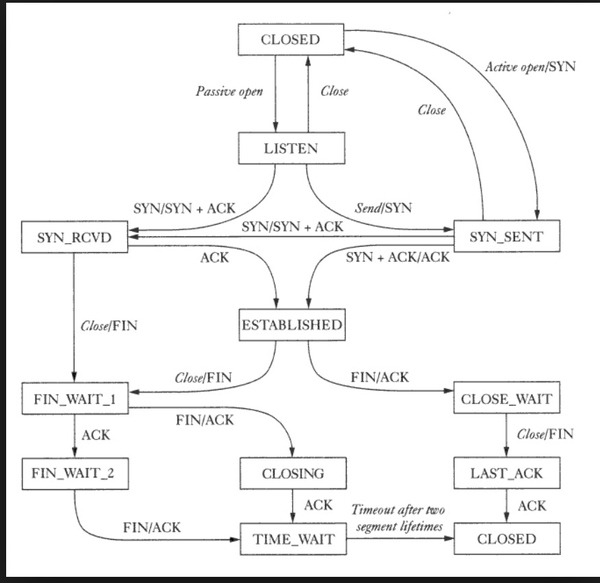 CLOSED
Active open/SYN
Passive open
Close
Close
LISTEN
SYN/SYN + ACK
Send/SYN
SYN/SYN + ACK
SYN_RCVD
SYN_SENT
ACK
SYN + ACK/ACK
Close/FIN
ESTABLISHED
Close/FIN
FIN/ACK
FIN_WAIT_1
CLOSE_WAIT
FIN/ACK
ACK
Close/FIN
FIN_WAIT_2
CLOSING
LAST_ACK
ACK
Timeout after two
segment lifetimes
ACK
FIN/ACK
TIME_WAIT
CLOSED